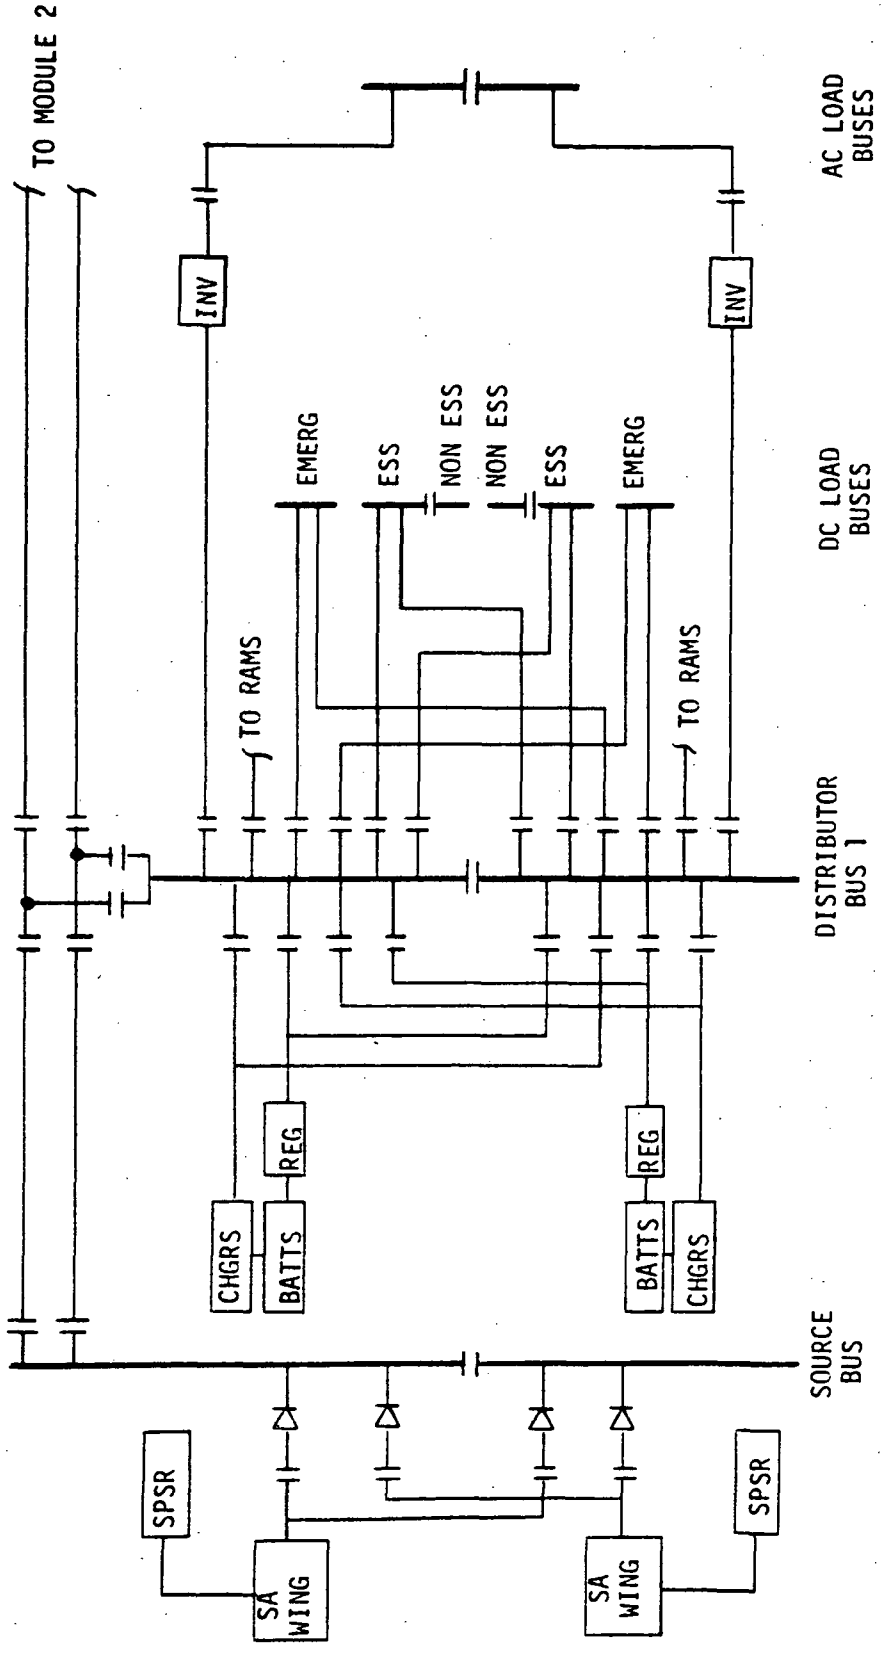 TO MODULE 2
SPSR
SA
WING
SA
WING
SPSR
SOURCE
BUS
CHGRS
BATTS
REG
BATTS
REG
CHGRS
DISTRIBUTOR
BUS 1
TO RAMS
TO RAMS
EMERG
ESS
NON ESS
NON ESS
ESS
EMERG
DC LOAD
BUSES
INV
INV
AC LOAD
BUSES